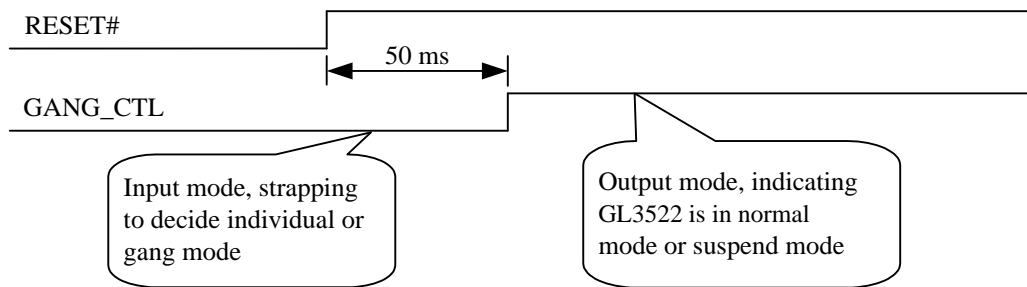 RESET#
50 ms
GANG_CTL
Input mode, strapping
to decide individual or
gang mode
Output mode, indicating
GL3522 is in normal
mode or suspend mode